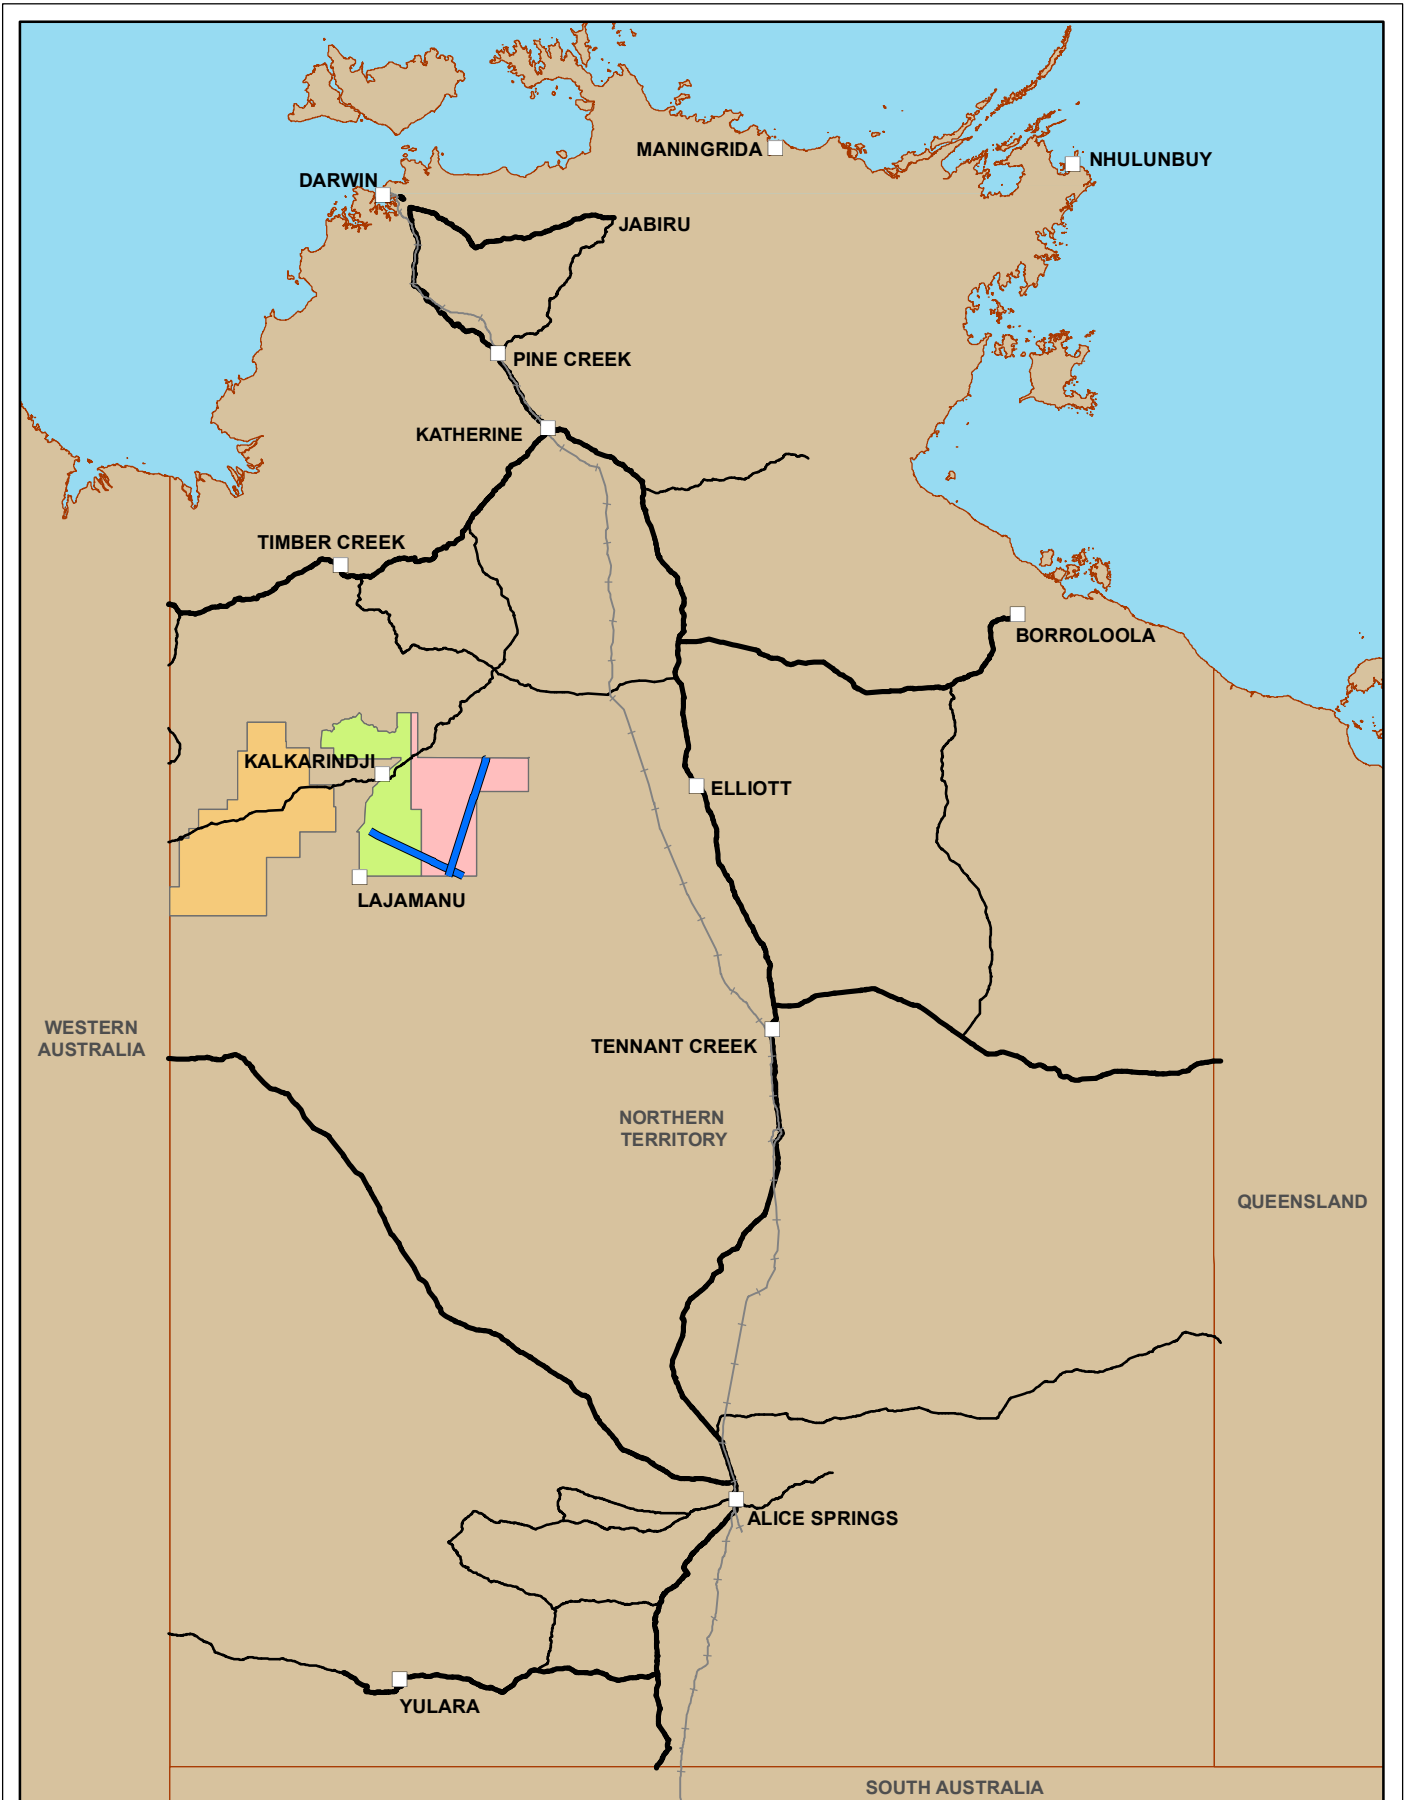 MANINGRIDA
NHULUNBUY
DARWIN
JABIRU
PINE CREEK
KATHERINE
TIMBER CREEK
BORROLOOLA
KALKARINDJI
ELLIOTT
LAJAMANU
WESTERN
AUSTRALIA
TENNANT CREEK
NORTHERN
TERRITORY
QUEENSLAND
ALICE SPRINGS
YULARA
SOUTH AUSTRALIA